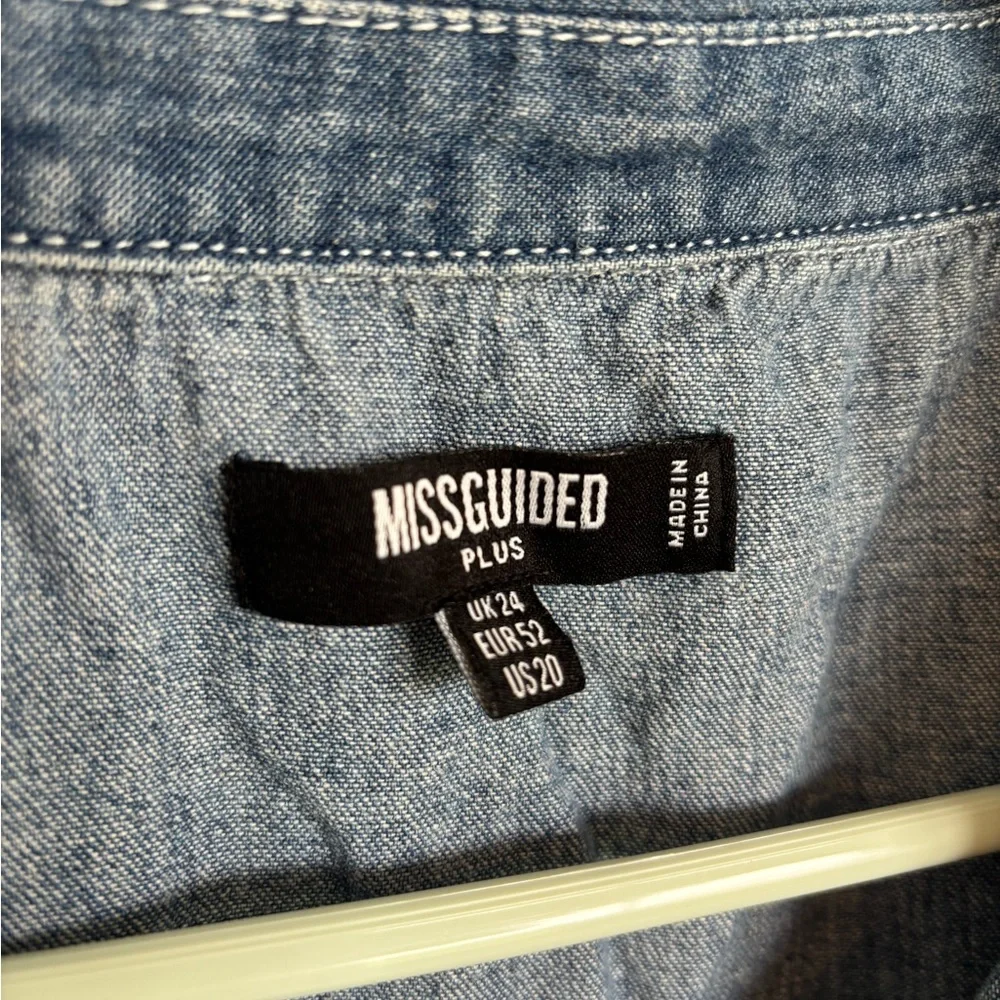 MISSGUIDED
PLUS
MADE IN
CHINA
UK 24
EUR 52
US 20